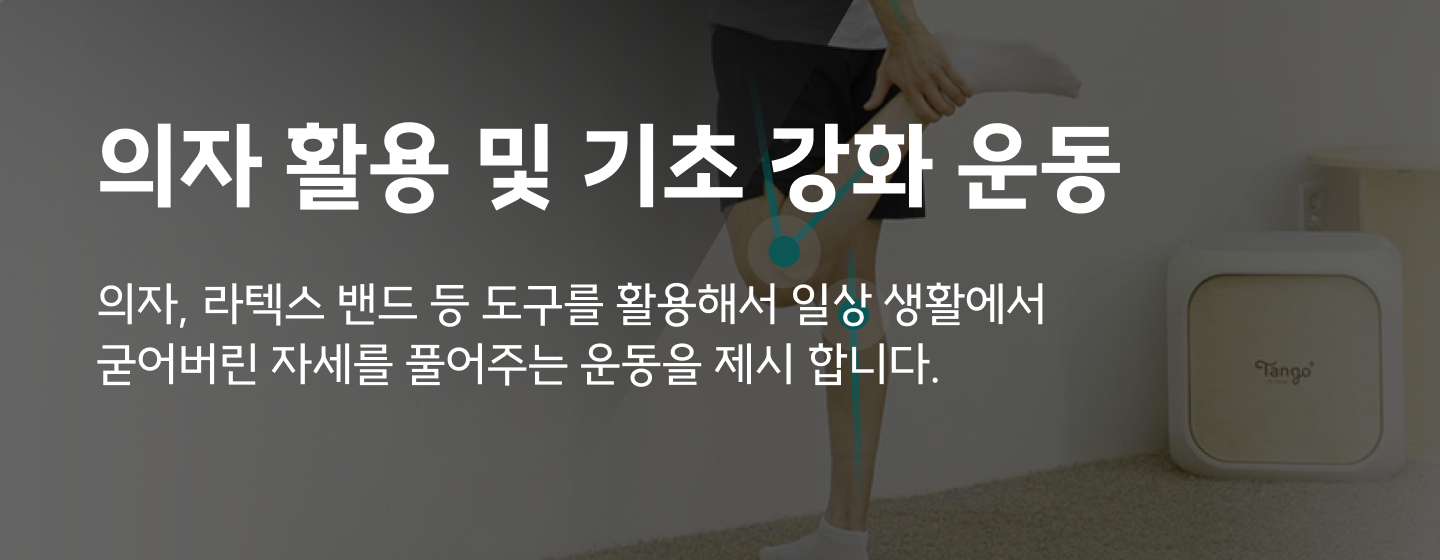 의자 활용 및 기초 강화 운동
의자, 라텍스 밴드 등 도구를 활용해서 일상 생활에서
굳어버린 자세를 풀어주는 운동을 제시 합니다.
Tango